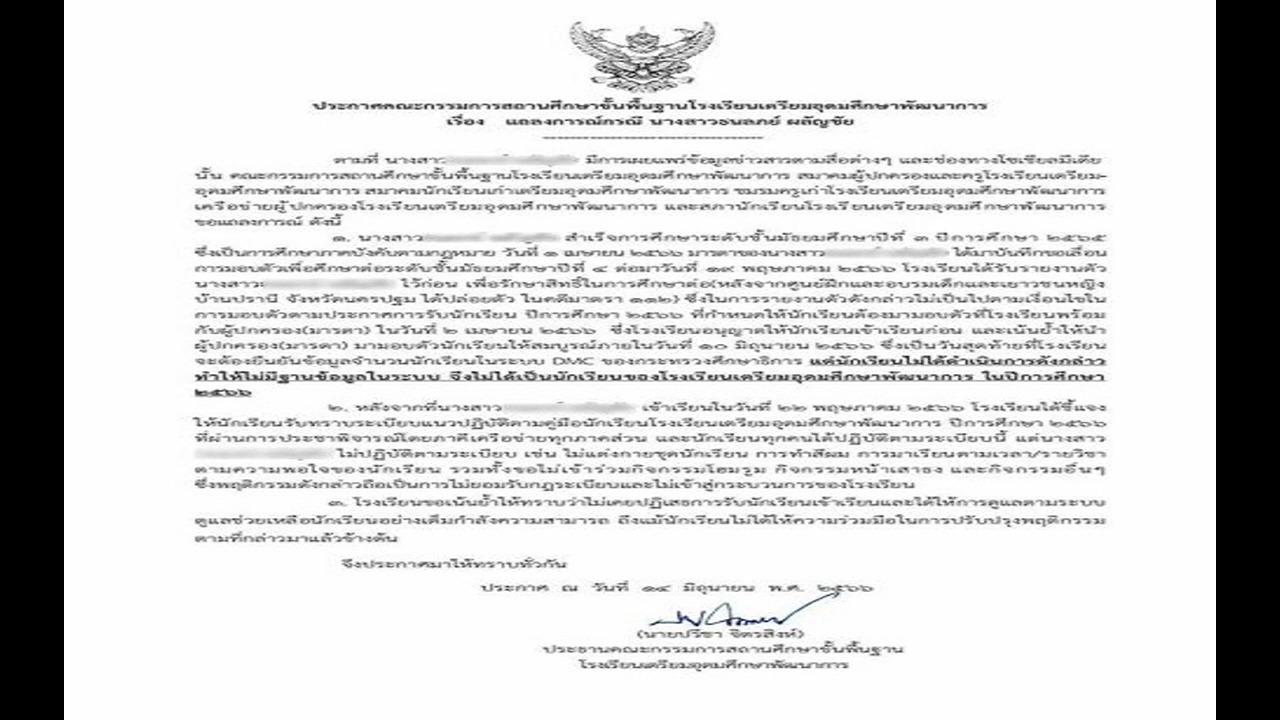 ประกาศคณะกรรมการสถานศึกษาขั้นพื้นฐานโรงเรียนเตรียมอุดมศึกษาพัฒนาการ
เรื่อง แถลงการณ์กรณี นางสาวธนลภย์ ผลัญชัย
ตามที่ นางสาว มีการเผยแพร่ข้อมูลข่าวสารตามสื่อต่างๆ และช่องทางโซเชียลมีเดีย
นั้น คณะกรรมการสถานศึกษาขั้นพื้นฐานโรงเรียนเตรียมอุดมศึกษาพัฒนาการ สมาคมผู้ปกครองและครูโรงเรียนเตรียม-
อุดมศึกษาพัฒนาการ สมาคมนักเรียนเก่าเตรียมอุดมศึกษาพัฒนาการ ชมรมครูเก่าโรงเรียนเตรียมอุดมศึกษาพัฒนาการ
เครือข่ายผู้ปกครองโรงเรียนเตรียมอุดมศึกษาพัฒนาการ และสภานักเรียนโรงเรียนเตรียมอุดมศึกษาพัฒนาการ
ขอแถลงการณ์ ดังนี้
๑. นางสาว สำเร็จการศึกษาระดับชั้นมัธยมศึกษาปีที่ ๓ ปีการศึกษา ๒๕๖๕
ซึ่งเป็นการศึกษาภาคบังคับตามกฎหมาย วันที่ ๑ เมษายน ๒๕๖๖ มารดาของนางสาว ได้มาบันทึกขอเลื่อน
การมอบตัวเพื่อศึกษาต่อระดับชั้นมัธยมศึกษาปีที่ ๔ ต่อมาวันที่ ๑๙ พฤษภาคม ๒๕๖๖ โรงเรียนได้รับรายงานตัว
นางสาว ไว้ก่อน เพื่อรักษาสิทธิ์ในการศึกษาต่อ(หลังจากศูนย์ฝึกและอบรมเด็กและเยาวชนหญิง
บ้านปรานี จังหวัดนครปฐม ได้ปล่อยตัว ในคดีมาตรา ๑๑๒) ซึ่งในการรายงานตัวดังกล่าวไม่เป็นไปตามเงื่อนไขใน
การมอบตัวตามประกาศการรับนักเรียน ปีการศึกษา ๒๕๖๖ ที่กำหนดให้นักเรียนต้องมามอบตัวที่โรงเรียนพร้อม
กับผู้ปกครอง(มารดา) ในวันที่ ๒ เมษายน ๒๕๖๖ ซึ่งโรงเรียนอนุญาตให้นักเรียนเข้าเรียนก่อน และเน้นย้ำให้นำ
ผู้ปกครอง(มารดา) มามอบตัวนักเรียนให้สมบูรณ์ภายในวันที่ ๑๐ มิถุนายน ๒๕๖๖ ซึ่งเป็นวันสุดท้ายที่โรงเรียน
จะต้องยืนยันข้อมูลจำนวนนักเรียนในระบบ DMC ของกระทรวงศึกษาธิการ แต่นักเรียนไม่ได้ดำเนินการดังกล่าว
ทำให้ไม่มีฐานข้อมูลในระบบ จึงไม่ได้เป็นนักเรียนของโรงเรียนเตรียมอุดมศึกษาพัฒนาการ ในปีการศึกษา
๒๕๖๖
๒. หลังจากที่นางสาว เข้าเรียนในวันที่ ๒๒ พฤษภาคม ๒๕๖๖ โรงเรียนได้ชี้แจง
ให้นักเรียนรับทราบระเบียบแนวปฏิบัติตามคู่มือนักเรียนโรงเรียนเตรียมอุดมศึกษาพัฒนาการ ปีการศึกษา ๒๕๖๖
ที่ผ่านการประชาพิจารณ์โดยภาคีเครือข่ายทุกภาคส่วน และนักเรียนทุกคนได้ปฏิบัติตามระเบียบนี้ แต่นางสาว
ไม่ปฏิบัติตามระเบียบ เช่น ไม่แต่งกายชุดนักเรียน การทำสีผม การมาเรียนตามเวลา/รายวิชา
ตามความพอใจของนักเรียน รวมทั้งขอไม่เข้าร่วมกิจกรรมโฮมรูม กิจกรรมหน้าเสาธง และกิจกรรมอื่นๆ
ซึ่งพฤติกรรมดังกล่าวถือเป็นการไม่ยอมรับกฎระเบียบและไม่เข้าสู่กระบวนการของโรงเรียน
๓. โรงเรียนขอเน้นย้ำให้ทราบว่าไม่เคยปฏิเสธการรับนักเรียนเข้าเรียนและได้ให้การดูแลตามระบบ
ดูแลช่วยเหลือนักเรียนอย่างเต็มกำลังความสามารถ ถึงแม้นักเรียนไม่ได้ให้ความร่วมมือในการปรับปรุงพฤติกรรม
ตามที่กล่าวมาแล้วข้างต้น
จึงประกาศมาให้ทราบทั่วกัน
ประกาศ ณ วันที่ ๑๔ มิถุนายน พ.ศ. ๒๕๖๖
(นายปรีชา จิตรสิงห์)
ประธานคณะกรรมการสถานศึกษาขั้นพื้นฐาน
โรงเรียนเตรียมอุดมศึกษาพัฒนาการ